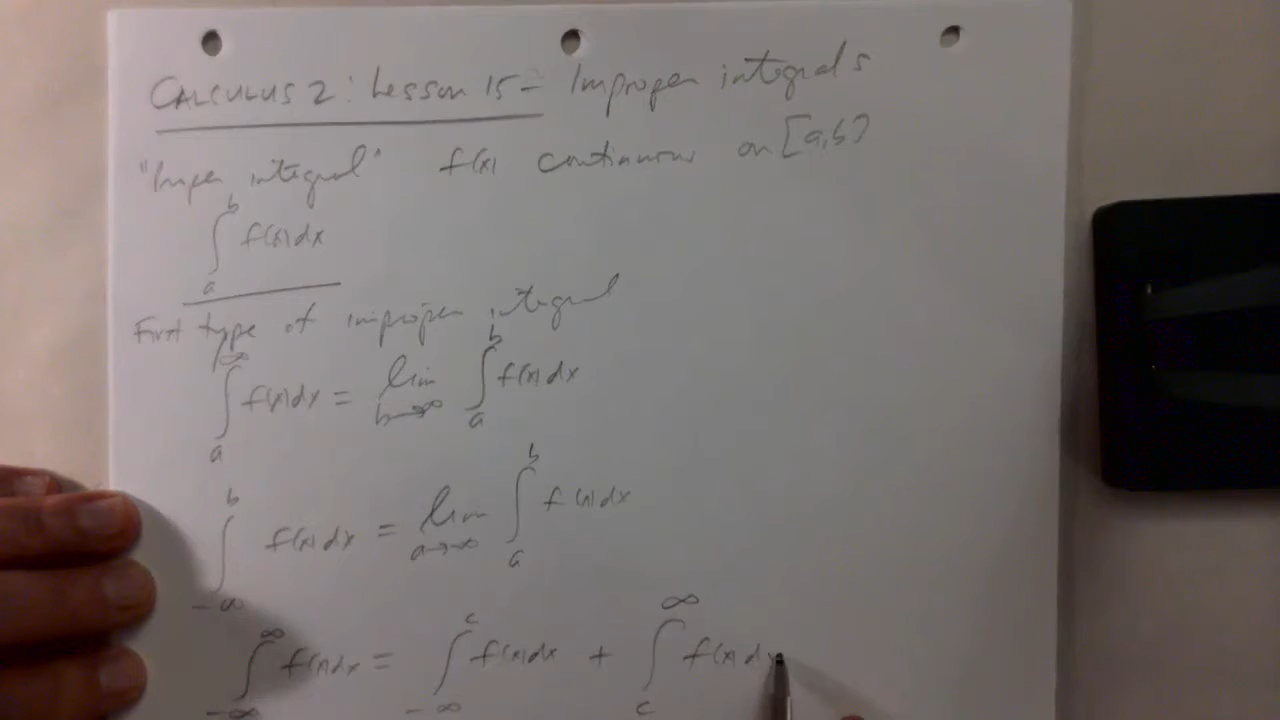 CALCULUS 2: Lesson 15 - Improper integrals
"Proper integral" f(x) continuous on [a,b]
∫_a^b f(x)dx
First type of improper integral
∫_a^∞ f(x)dx = lim_{b→∞} ∫_a^b f(x)dx
∫_{-∞}^b f(x)dx = lim_{a→-∞} ∫_a^b f(x)dx
∫_{-∞}^∞ f(x)dx = ∫_{-∞}^c f(x)dx + ∫_c^∞ f(x)dx